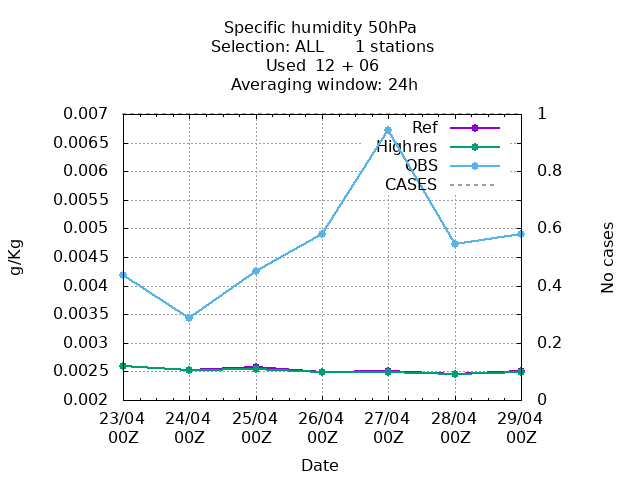 Specific humidity 50hPa
Selection: ALL      1 stations
Used  12 + 06
Averaging window: 24h
0.007
0.0065
0.006
0.0055
0.005
0.0045
0.004
0.0035
0.003
0.0025
0.002
g/Kg
1
0.8
0.6
0.4
0.2
0
No cases
Ref
Highres
OBS
CASES
23/04 24/04 25/04 26/04 27/04 28/04 29/04
00Z 00Z 00Z 00Z 00Z 00Z 00Z
Date